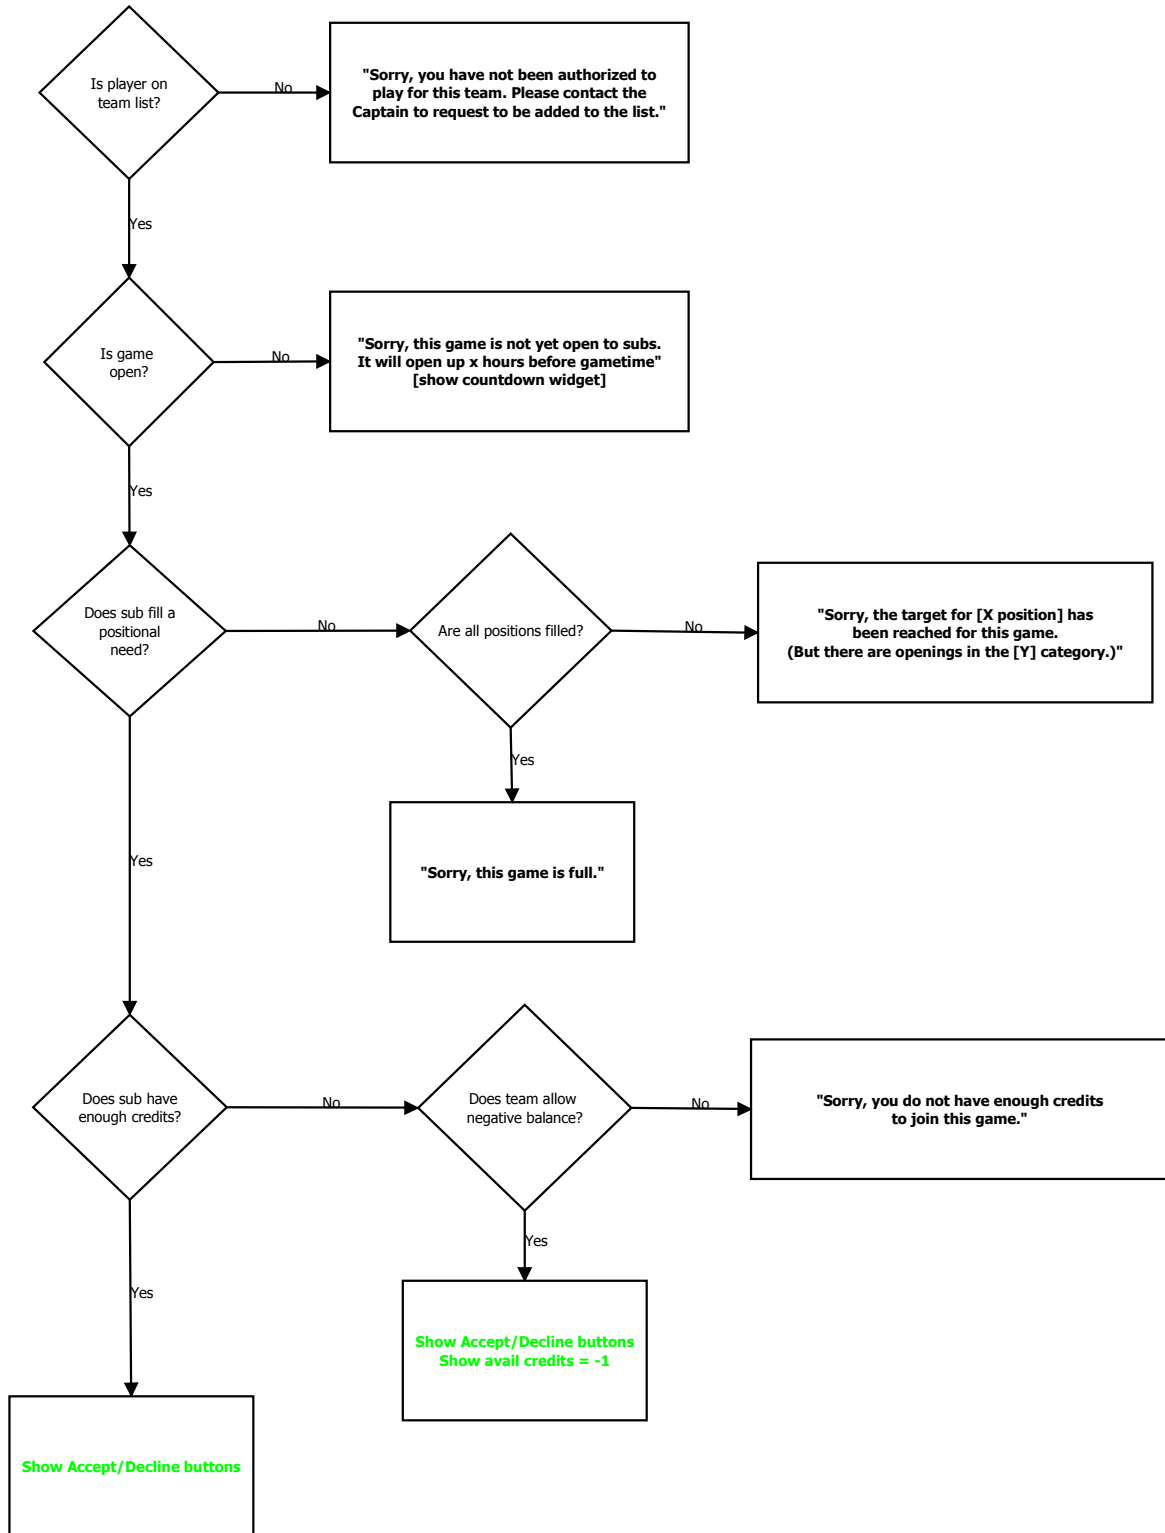 Is player on
team list?
No
"Sorry, you have not been authorized to
play for this team. Please contact the
Captain to request to be added to the list."
Yes
Is game
open?
No
"Sorry, this game is not yet open to subs.
It will open up x hours before gametime"
[show countdown widget]
Yes
Does sub fill a
positional
need?
No
Are all positions filled?
No
"Sorry, the target for [X position] has
been reached for this game.
(But there are openings in the [Y] category.)"
Yes
"Sorry, this game is full."
Yes
Does sub have
enough credits?
No
Does team allow
negative balance?
No
"Sorry, you do not have enough credits
to join this game."
Yes
Show Accept/Decline buttons
Show avail credits = -1
Yes
Show Accept/Decline buttons